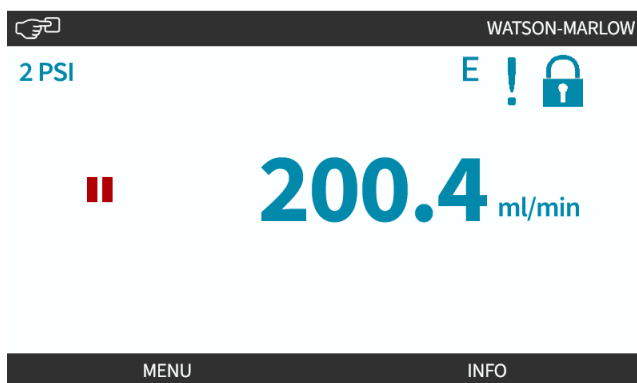 WATSON-MARLOW
2 PSI
E !
200.4 ml/min
MENU INFO